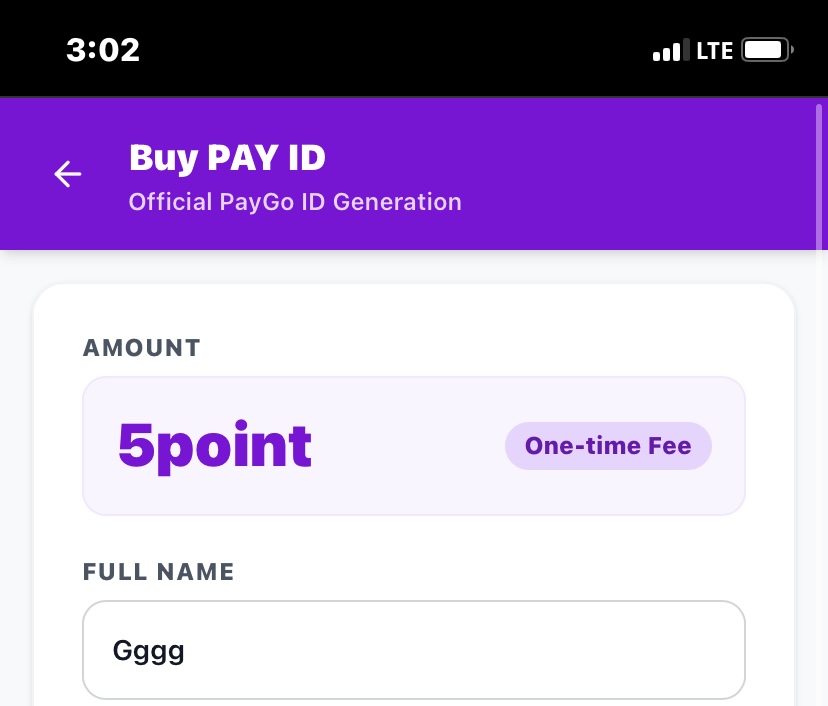 3:02
LTE
Buy PAY ID
Official PayGo ID Generation
AMOUNT
5point
One-time Fee
FULL NAME
Gggg